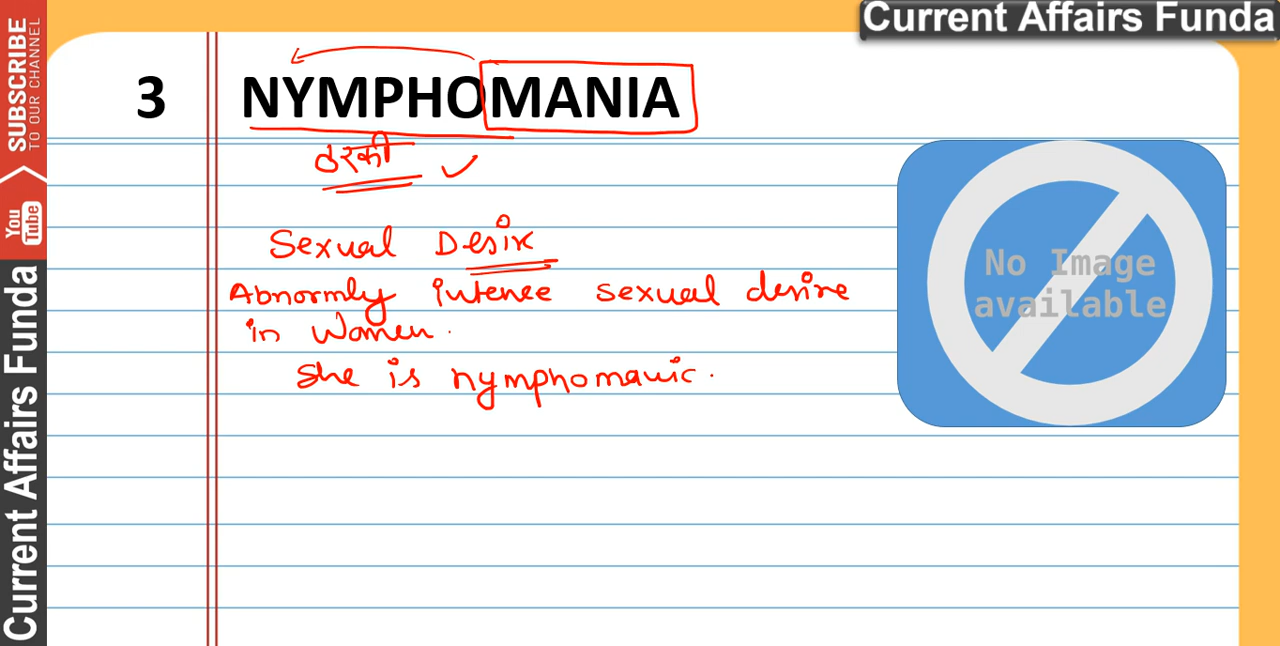 Current Affairs Funda
SUBSCRIBE
TO OUR CHANNEL
You
Tube
Current Affairs Funda
3 NYMPHOMANIA
ठरकी
Sexual Desire
Abnormly intence sexual desire
in women.
She is nymphomanic.
No Image
available